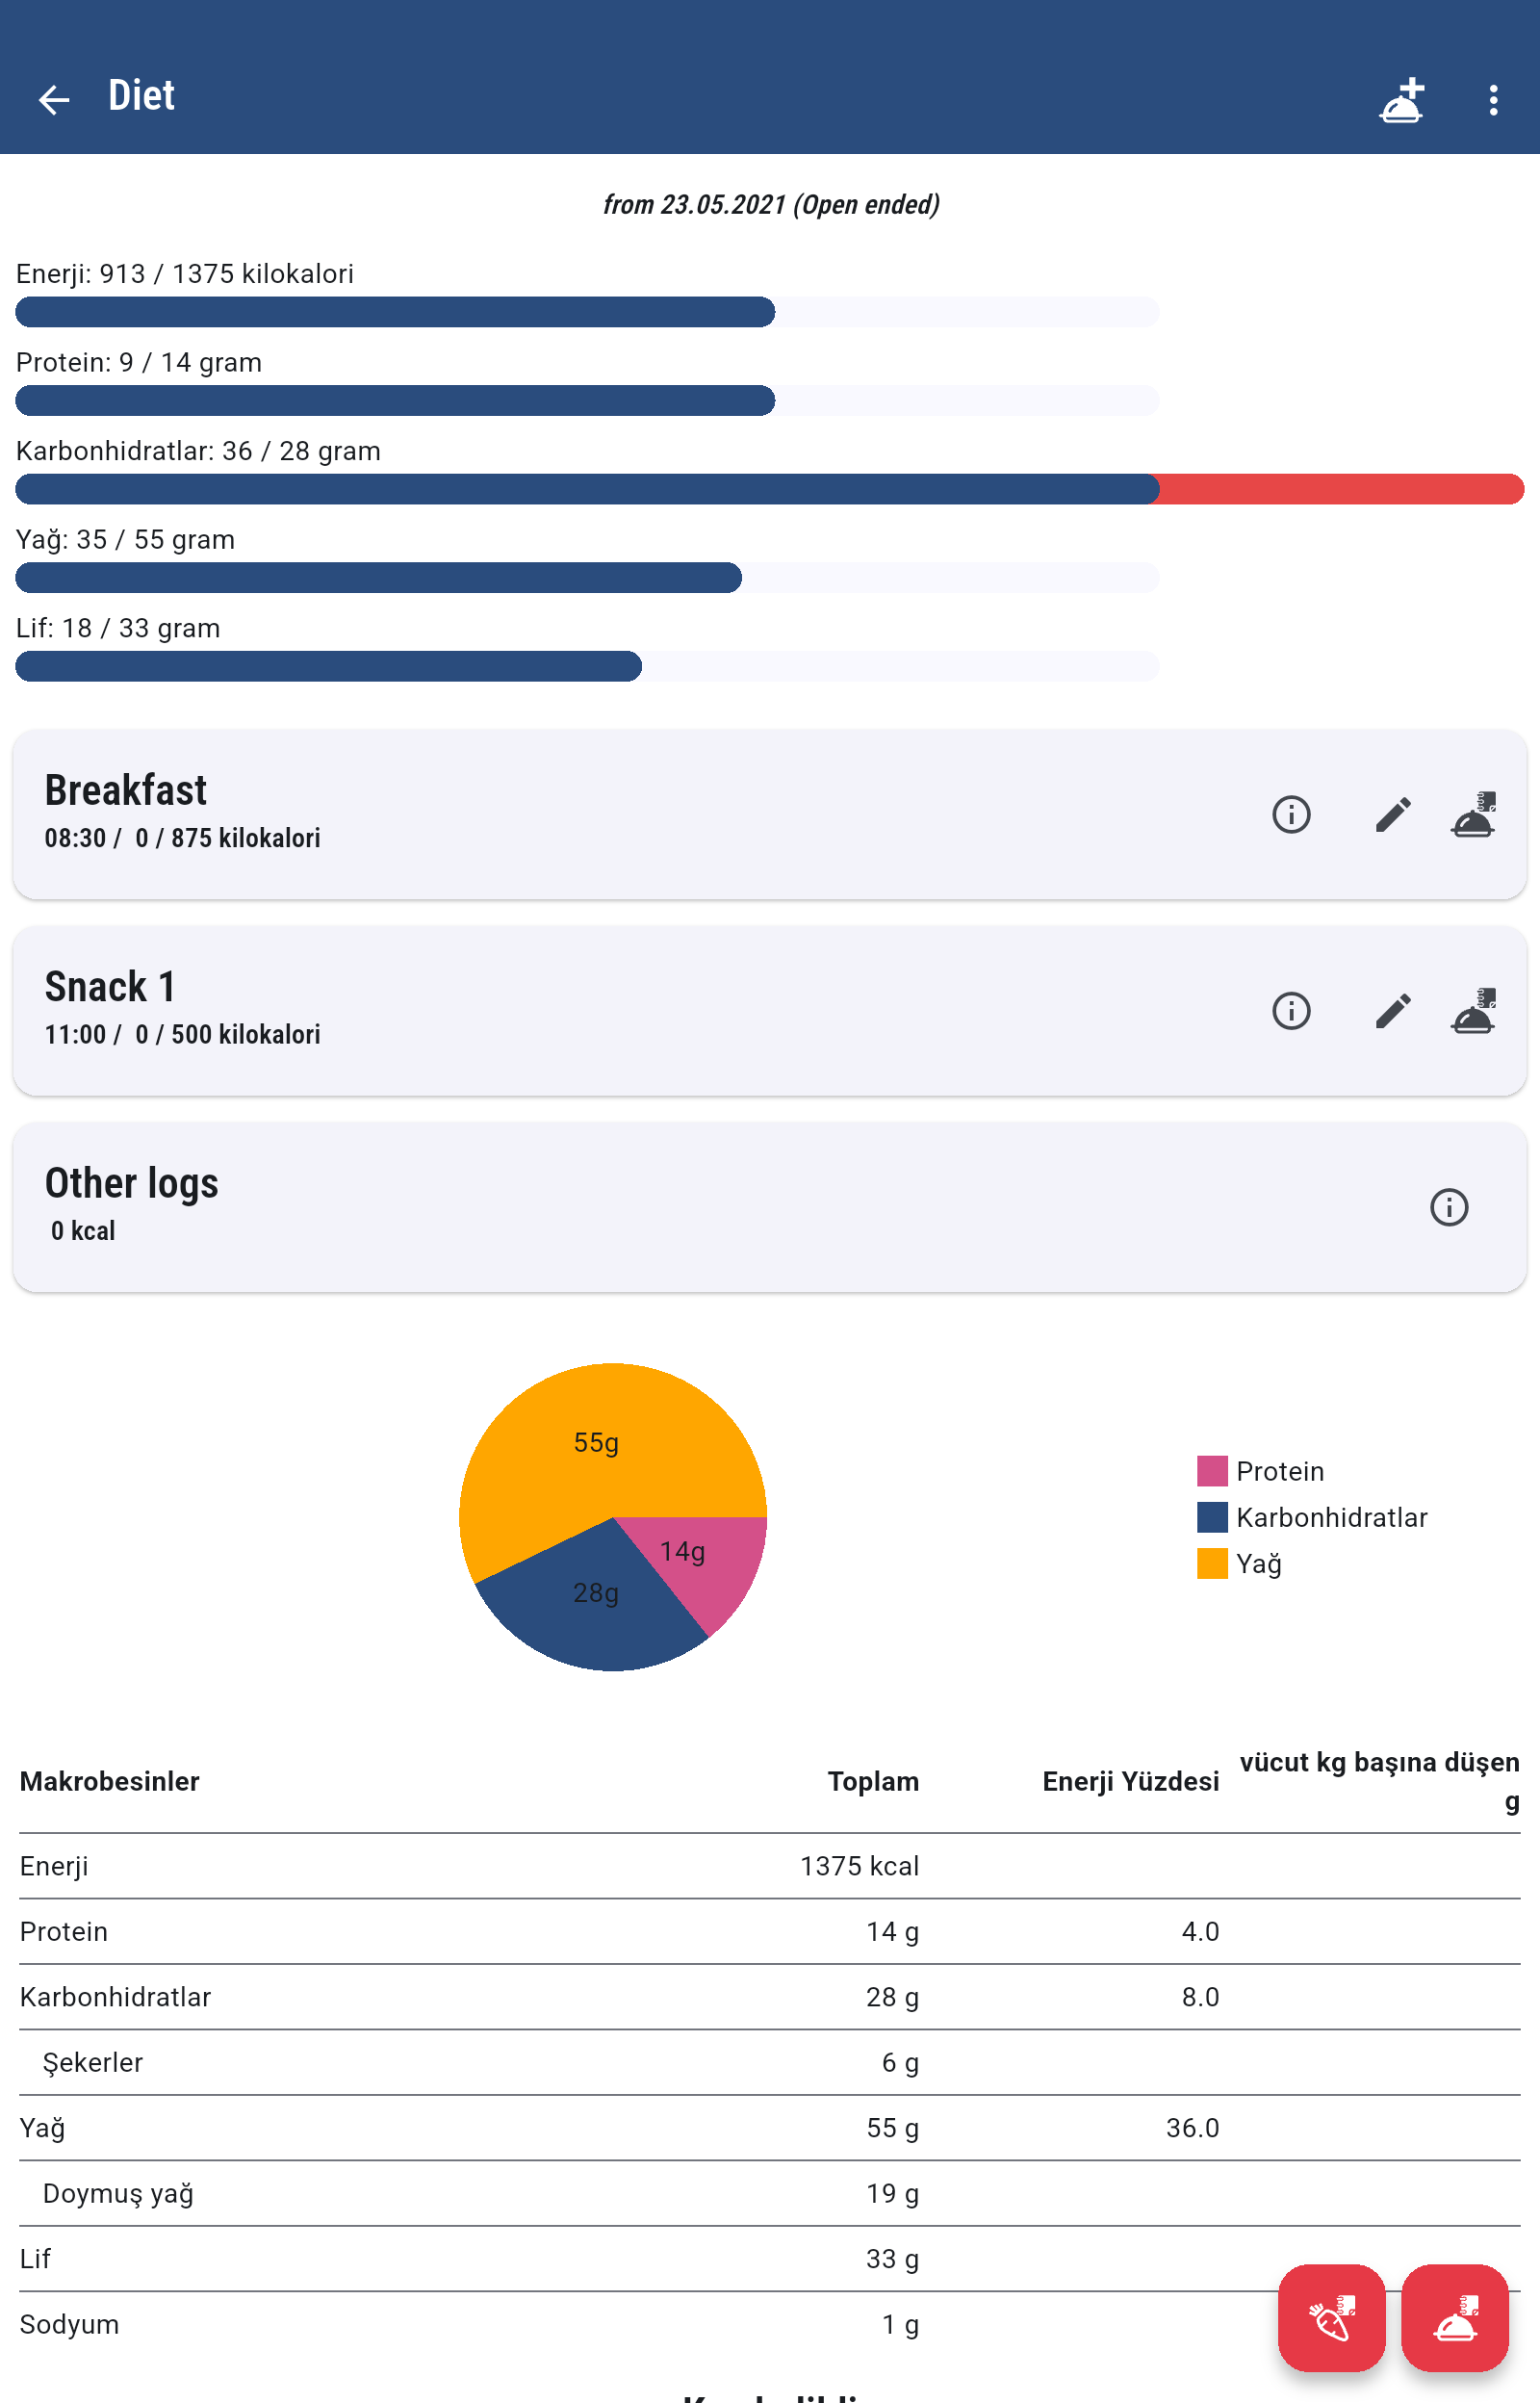 Diet
from 23.05.2021 (Open ended)
Enerji: 913 / 1375 kilokalori
Protein: 9 / 14 gram
Karbonhidratlar: 36 / 28 gram
Yağ: 35 / 55 gram
Lif: 18 / 33 gram
Breakfast
08:30 / 0 / 875 kilokalori
Snack 1
11:00 / 0 / 500 kilokalori
Other logs
0 kcal
55g
14g
28g
Protein
Karbonhidratlar
Yağ
Makrobesinler Toplam Enerji Yüzdesi vücut kg başına düşen
g
Enerji 1375 kcal
Protein 14 g 4.0
Karbonhidratlar 28 g 8.0
Şekerler 6 g
Yağ 55 g 36.0
Doymuş yağ 19 g
Lif 33 g
Sodyum 1 g